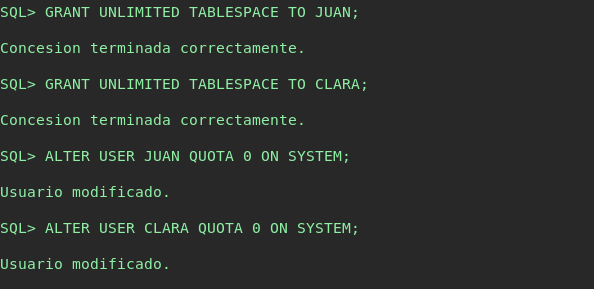 SQL> GRANT UNLIMITED TABLESPACE TO JUAN;
Concesion terminada correctamente.
SQL> GRANT UNLIMITED TABLESPACE TO CLARA;
Concesion terminada correctamente.
SQL> ALTER USER JUAN QUOTA 0 ON SYSTEM;
Usuario modificado.
SQL> ALTER USER CLARA QUOTA 0 ON SYSTEM;
Usuario modificado.